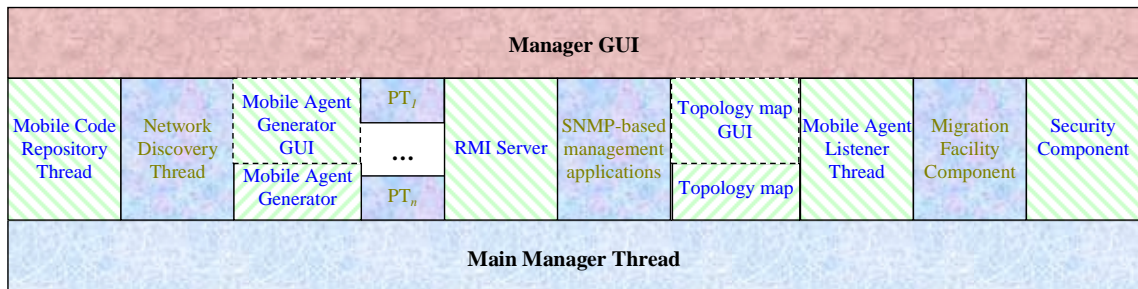 Manager GUI
Mobile Code
Repository
Thread
Network
Discovery
Thread
Mobile Agent
Generator
GUI
Mobile Agent
Generator
PT1
...
PTn
RMI Server
SNMP-based
management
applications
Topology map
GUI
Topology map
Mobile Agent
Listener
Thread
Migration
Facility
Component
Security
Component
Main Manager Thread